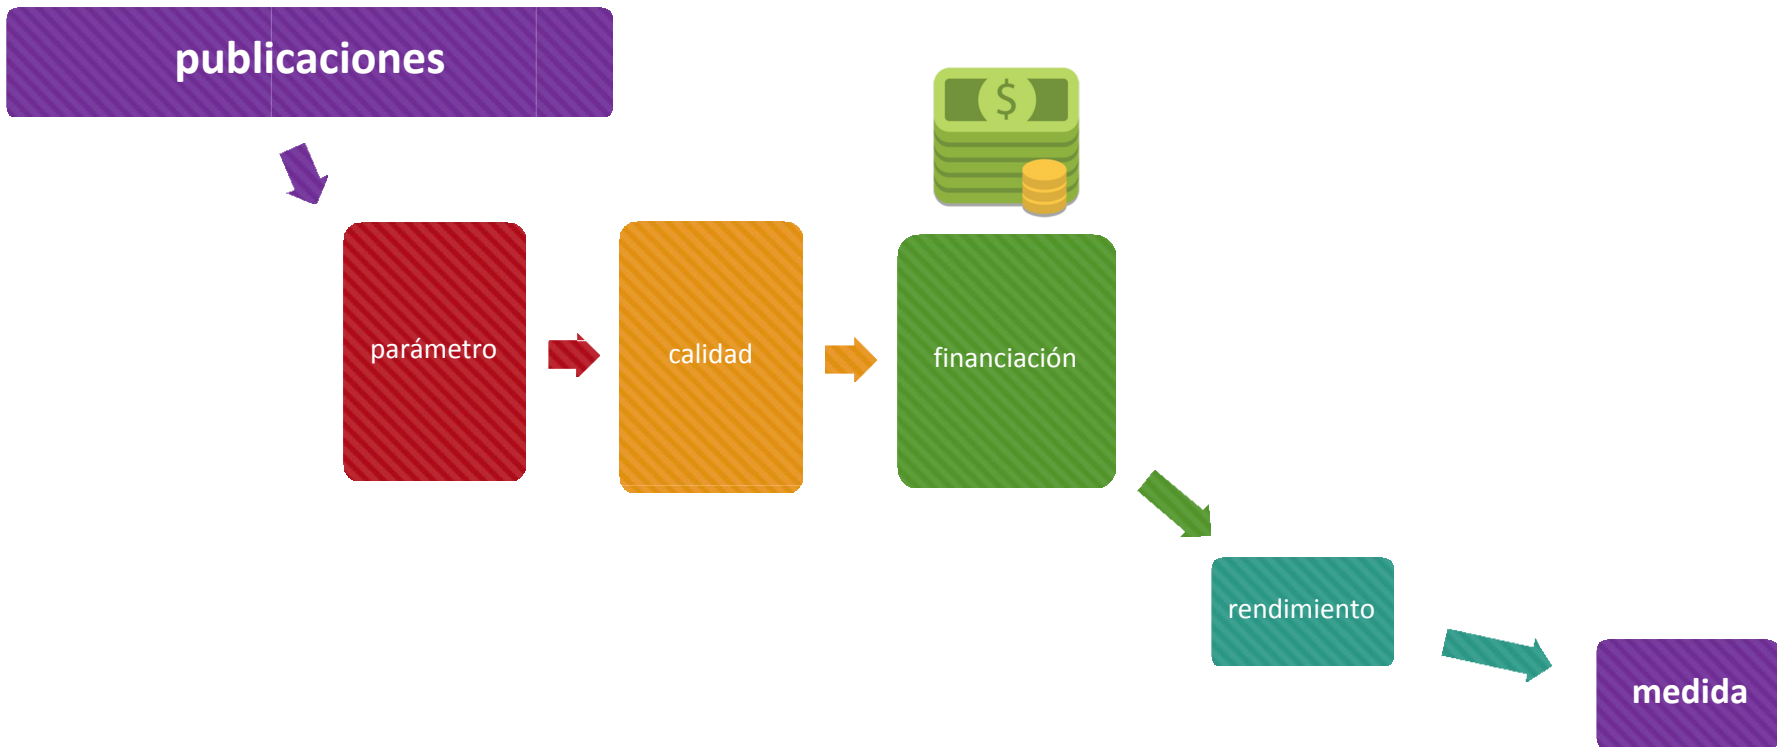 publicaciones
$
parámetro
calidad
financiación
rendimiento
medida